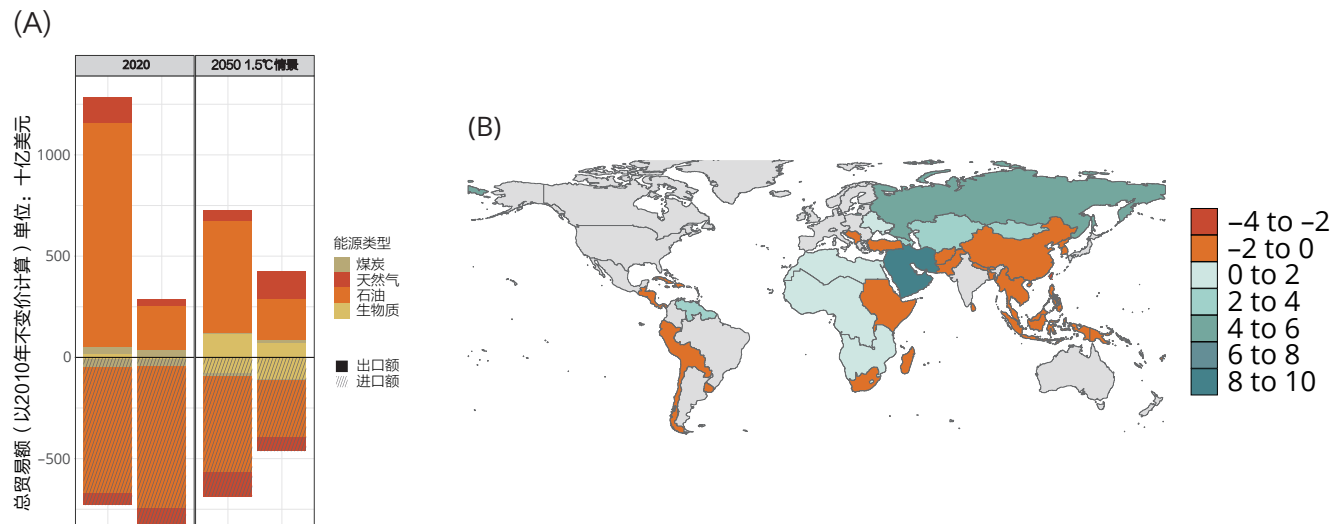 (A)
2020
2050 1.5℃情景
总贸易额（以2010年不变价计算）单位：十亿美元
1000
500
0
−500
能源类型
煤炭
天然气
石油
生物质
出口额
进口额
(B)
−4 to −2
−2 to 0
0 to 2
2 to 4
4 to 6
6 to 8
8 to 10